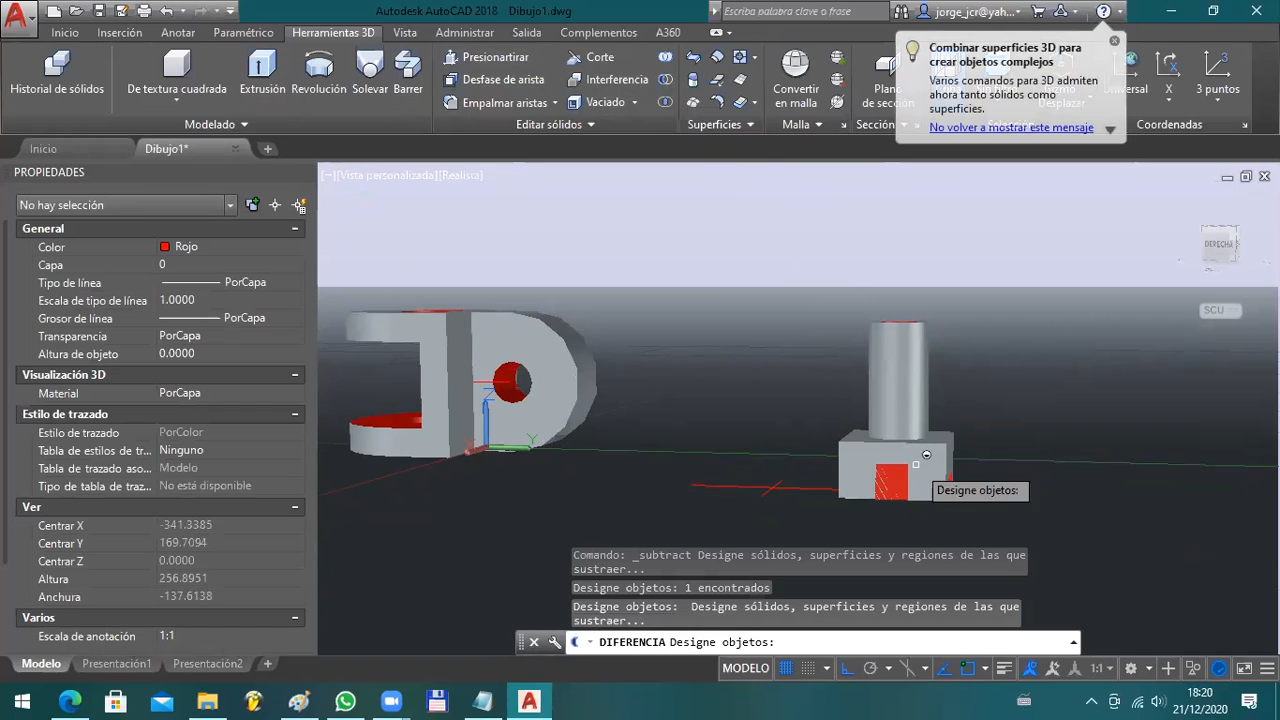 Autodesk AutoCAD 2018 Dibujo1.dwg
Escriba palabra clave o frase
jorge_jcr@yah...
Inicio Inserción Anotar Paramétrico Herramientas 3D Vista Administrar Salida Complementos A360
Historial de sólidos
De textura cuadrada
Extrusión
Revolución
Solevar
Barrer
Presionartirar
Desfase de arista
Empalmar aristas
Corte
Interferencia
Vaciado
Convertir
en malla
Plano
de sección
Universal
X
3 puntos
Modelado
Editar sólidos
Superficies
Malla
Sección
Coordenadas
Combinar superficies 3D para
crear objetos complejos
Varios comandos para 3D admiten
ahora tanto sólidos como
superficies.
No volver a mostrar este mensaje
Inicio
Dibujo1*
PROPIEDADES
No hay selección
General
Color Rojo
Capa 0
Tipo de línea PorCapa
Escala de tipo de línea 1.0000
Grosor de línea PorCapa
Transparencia PorCapa
Altura de objeto 0.0000
Visualización 3D
Material PorCapa
Estilo de trazado
Estilo de trazado PorColor
Tabla de estilos de tr... Ninguno
Tabla de trazado aso... Modelo
Tipo de tabla de traz... No está disponible
Ver
Centrar X -341.3385
Centrar Y 169.7094
Centrar Z 0.0000
Altura 256.8951
Anchura -137.6138
Varios
Escala de anotación 1:1
[−][Vista personalizada][Realista]
DERECHA
SCU
Z
Y
Designe objetos:
Comando: _subtract Designe sólidos, superficies y regiones de las que
sustraer...
Designe objetos: 1 encontrados
Designe objetos: Designe sólidos, superficies y regiones de las que
sustraer...
DIFERENCIA Designe objetos:
Modelo Presentación1 Presentación2
MODELO
1:1
18:20
21/12/2020